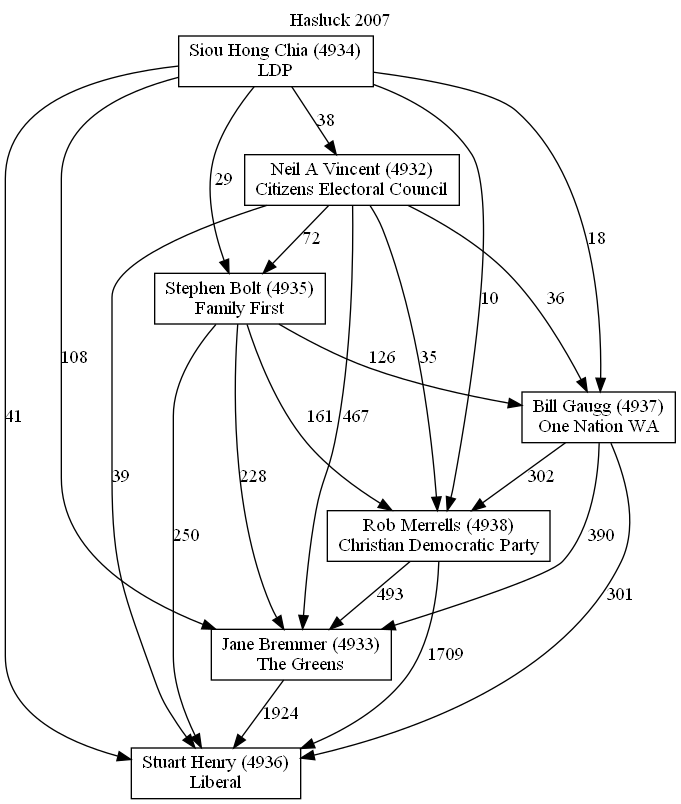 Hasluck 2007
Siou Hong Chia (4934)
LDP
38
Neil A Vincent (4932)
Citizens Electoral Council
29
72
18
Stephen Bolt (4935)
Family First
10
36
108
126
35
41
161
467
Bill Gaugg (4937)
One Nation WA
39
228
302
250
Rob Merrells (4938)
Christian Democratic Party
390
493
301
Jane Bremmer (4933)
The Greens
1709
1924
Stuart Henry (4936)
Liberal